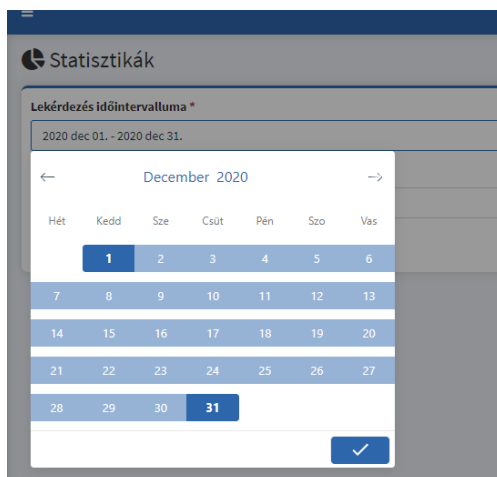 Statisztikák
Lekérdezés időintervalluma *
2020 dec 01. - 2020 dec 31.
December 2020
Hét Kedd Sze Csüt Pén Szo Vas
1 2 3 4 5 6
7 8 9 10 11 12 13
14 15 16 17 18 19 20
21 22 23 24 25 26 27
28 29 30 31